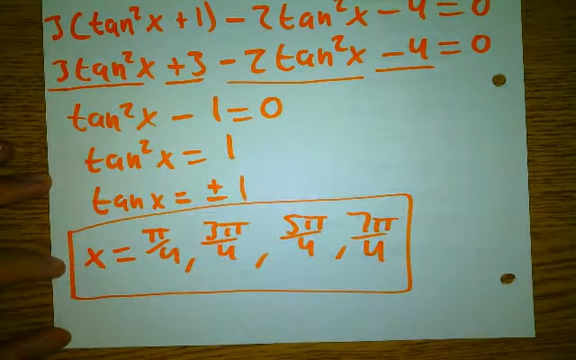 3(tan²x + 1) - 2tan²x - 4 = 0
3tan²x + 3 - 2tan²x - 4 = 0
tan²x - 1 = 0
tan²x = 1
tan x = ± 1
x = π/4, 3π/4, 5π/4, 7π/4